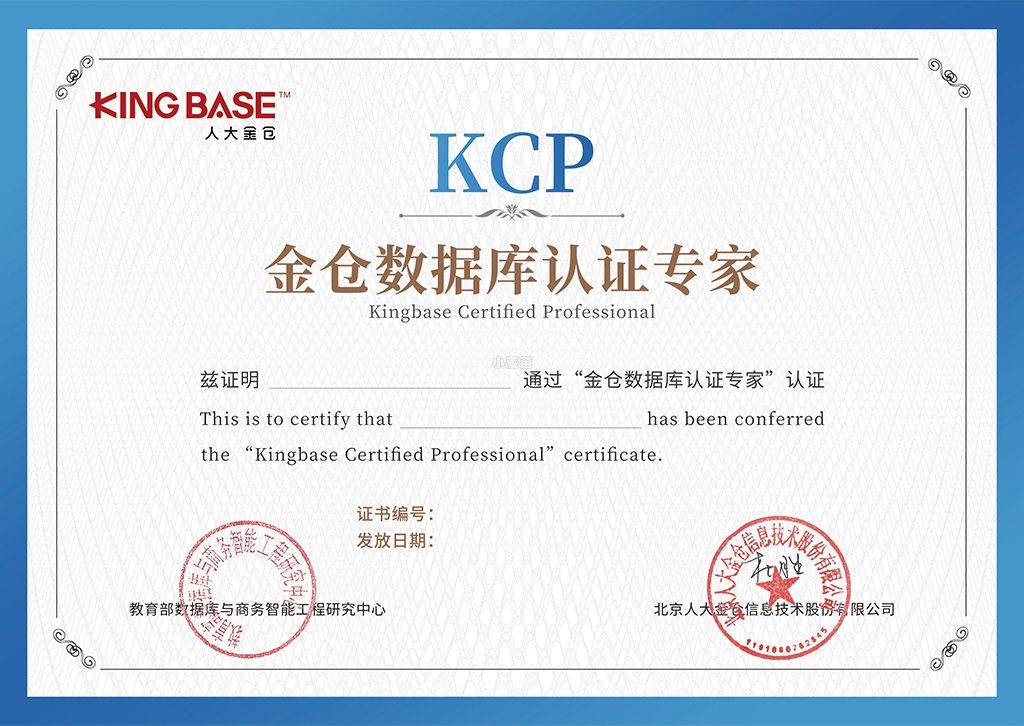 KINGBASE™
人大金仓
KCP
金仓数据库认证专家
Kingbase Certified Professional
小麦苗
兹证明 通过“金仓数据库认证专家”认证
This is to certify that has been conferred
the “Kingbase Certified Professional” certificate.
证书编号：
发放日期：
教育部数据库与商务智能工程研究中心
教育部数据库与商务智能工程研究中心
北京人大金仓信息技术股份有限公司
杜胜
北京人大金仓信息技术股份有限公司